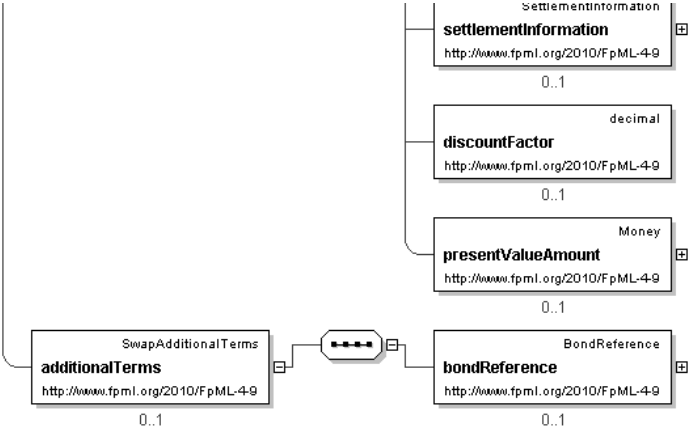 SettlementInformation
settlementInformation
http://www.fpml.org/2010/FpML-4-9
0..1
decimal
discountFactor
http://www.fpml.org/2010/FpML-4-9
0..1
Money
presentValueAmount
http://www.fpml.org/2010/FpML-4-9
0..1
SwapAdditionalTerms
additionalTerms
http://www.fpml.org/2010/FpML-4-9
0..1
BondReference
bondReference
http://www.fpml.org/2010/FpML-4-9
0..1